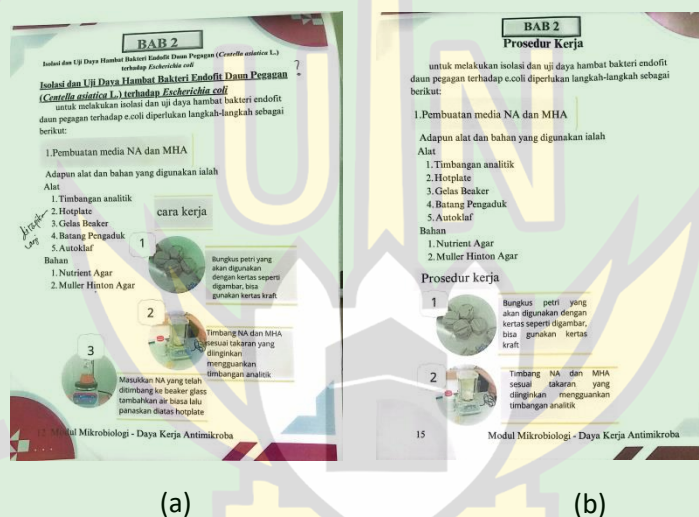 BAB 2
Isolasi dan Uji Daya Hambat Bakteri Endofit Daun Pegagan (Centella asiatica L.)
terhadap Escherichia coli
?
Isolasi dan Uji Daya Hambat Bakteri Endofit Daun Pegagan
(Centella asiatica L.) terhadap Escherichia coli
untuk melakukan isolasi dan uji daya hambat bakteri endofit
daun pegagan terhadap e.coli diperlukan langkah-langkah sebagai
berikut:
1.Pembuatan media NA dan MHA
Adapun alat dan bahan yang digunakan ialah
Alat
1. Timbangan analitik
2. Hotplate
3. Gelas Beaker
4. Batang Pengaduk
5. Autoklaf
Bahan
1. Nutrient Agar
2. Muller Hinton Agar
cara kerja
1
Bungkus petri yang
akan digunakan
dengan kertas seperti
digambar, bisa
gunakan kertas kraft
2
Timbang NA dan MHA
sesuai takaran yang
diinginkan
mengguankan
timbangan analitik
3
Masukkan NA yang telah
ditimbang ke beaker glass
tambahkan air biasa lalu
panaskan diatas hotplate
12 Modul Mikrobiologi - Daya Kerja Antimikroba
(a)
BAB 2
Prosedur Kerja
untuk melakukan isolasi dan uji daya hambat bakteri endofit
daun pegagan terhadap e.coli diperlukan langkah-langkah sebagai
berikut:
1.Pembuatan media NA dan MHA
Adapun alat dan bahan yang digunakan ialah
Alat
1. Timbangan analitik
2. Hotplate
3. Gelas Beaker
4. Batang Pengaduk
5. Autoklaf
Bahan
1. Nutrient Agar
2. Muller Hinton Agar
Prosedur kerja
1
Bungkus petri yang
akan digunakan dengan
kertas seperti digambar,
bisa gunakan kertas
kraft
2
Timbang NA dan MHA
sesuai takaran yang
diinginkan mengguankan
timbangan analitik
15 Modul Mikrobiologi - Daya Kerja Antimikroba
(b)
UIN